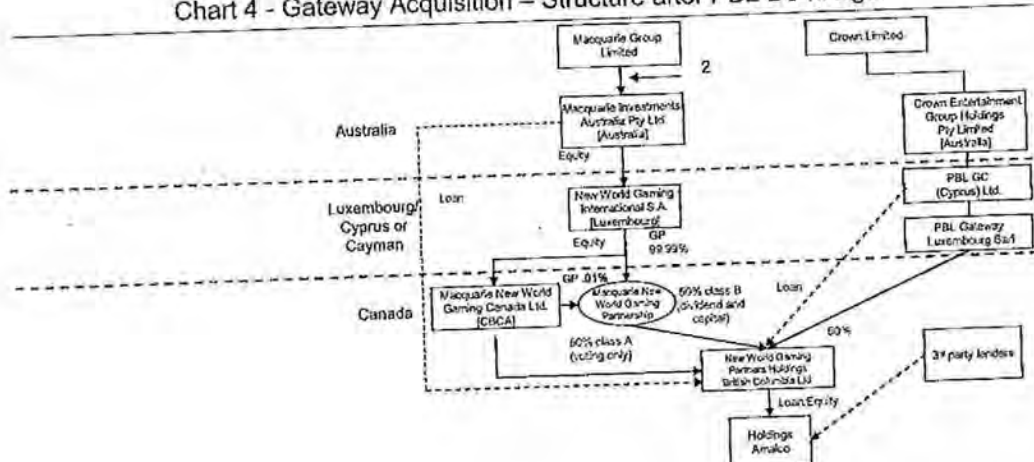 Chart 4 - Gateway Acquisition – Structure after PBL
Macquarie Group
Limited
Crown Limited
2
Australia
Macquarie Investments
Australia Pty Ltd
[Australia]
Crown Entertainment
Group Holdings
Pty Limited
[Australia]
Equity
Loan
PBL GC
(Cyprus) Ltd.
Luxembourg/
Cyprus or
Cayman
New World Gaming
International S.A.
[Luxembourg]
PBL Gateway
Luxembourg Sarl
Equity
GP
99.99%
GP .01%
Canada
Macquarie New World
Gaming Canada Ltd.
[CBCA]
Macquarie New
World Gaming
Partnership
50% class B
(dividend and
capital)
Loan
50%
50% class A
(voting only)
New World Gaming
Partners Holdings
British Columbia Ltd
3rd party lenders
Loan Equity
Holdings
Amalco